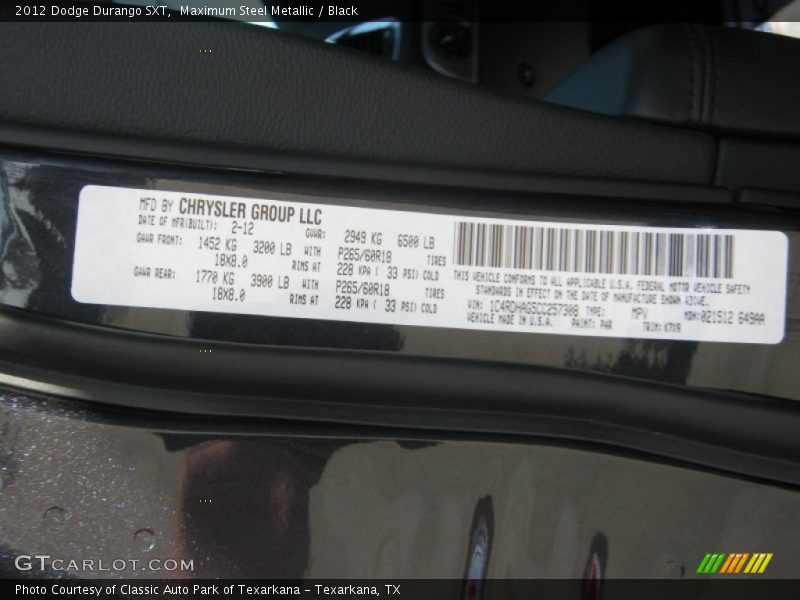 2012 Dodge Durango SXT,  Maximum Steel Metallic / Black
MFD BY CHRYSLER GROUP LLC
DATE OF MFR(BUILT): 2-12 GVWR: 2949 KG 6500 LB
GAWR FRONT: 1452 KG 3200 LB WITH P265/60R18 TIRES
18X8.0 RIMS AT 228 KPA ( 33 PSI) COLD
GAWR REAR: 1770 KG 3900 LB WITH P265/60R18 TIRES
18X8.0 RIMS AT 228 KPA ( 33 PSI) COLD
THIS VEHICLE CONFORMS TO ALL APPLICABLE U.S.A. FEDERAL MOTOR VEHICLE SAFETY
STANDARDS IN EFFECT ON THE DATE OF MANUFACTURE SHOWN ABOVE.
VIN: 1C4RDHAG5CC257308 TYPE: MPV MDH: 021512 649AA
VEHICLE MADE IN U.S.A. PAINT: PAR TRIM: K7X9
GTCARLOT.COM
Photo Courtesy of Classic Auto Park of Texarkana - Texarkana, TX